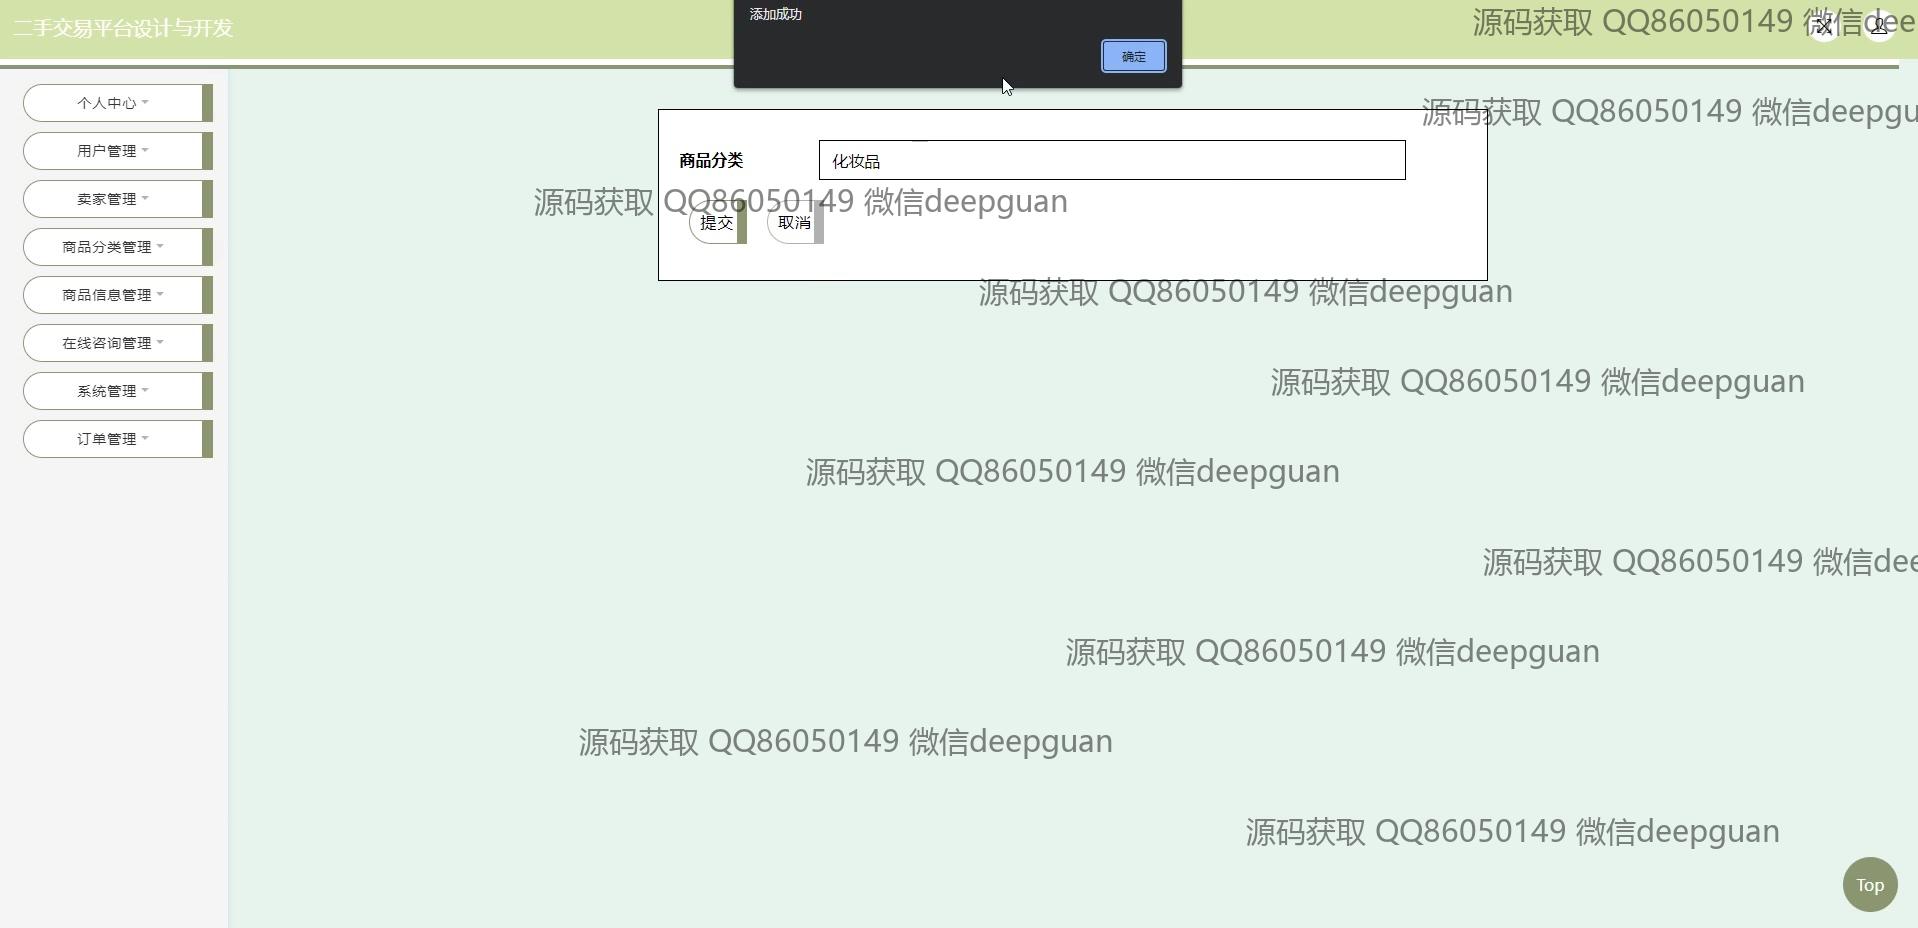 二手交易平台设计与开发
添加成功
确定
源码获取 QQ86050149 微信dee
个人中心
用户管理
卖家管理
商品分类管理
商品信息管理
在线咨询管理
系统管理
订单管理
源码获取 QQ86050149 微信deepgu
商品分类
化妆品
源码获取 QQ86050149 微信deepguan
提交
取消
源码获取 QQ86050149 微信deepguan
源码获取 QQ86050149 微信deepguan
源码获取 QQ86050149 微信deepguan
源码获取 QQ86050149 微信dee
源码获取 QQ86050149 微信deepguan
源码获取 QQ86050149 微信deepguan
源码获取 QQ86050149 微信deepguan
Top